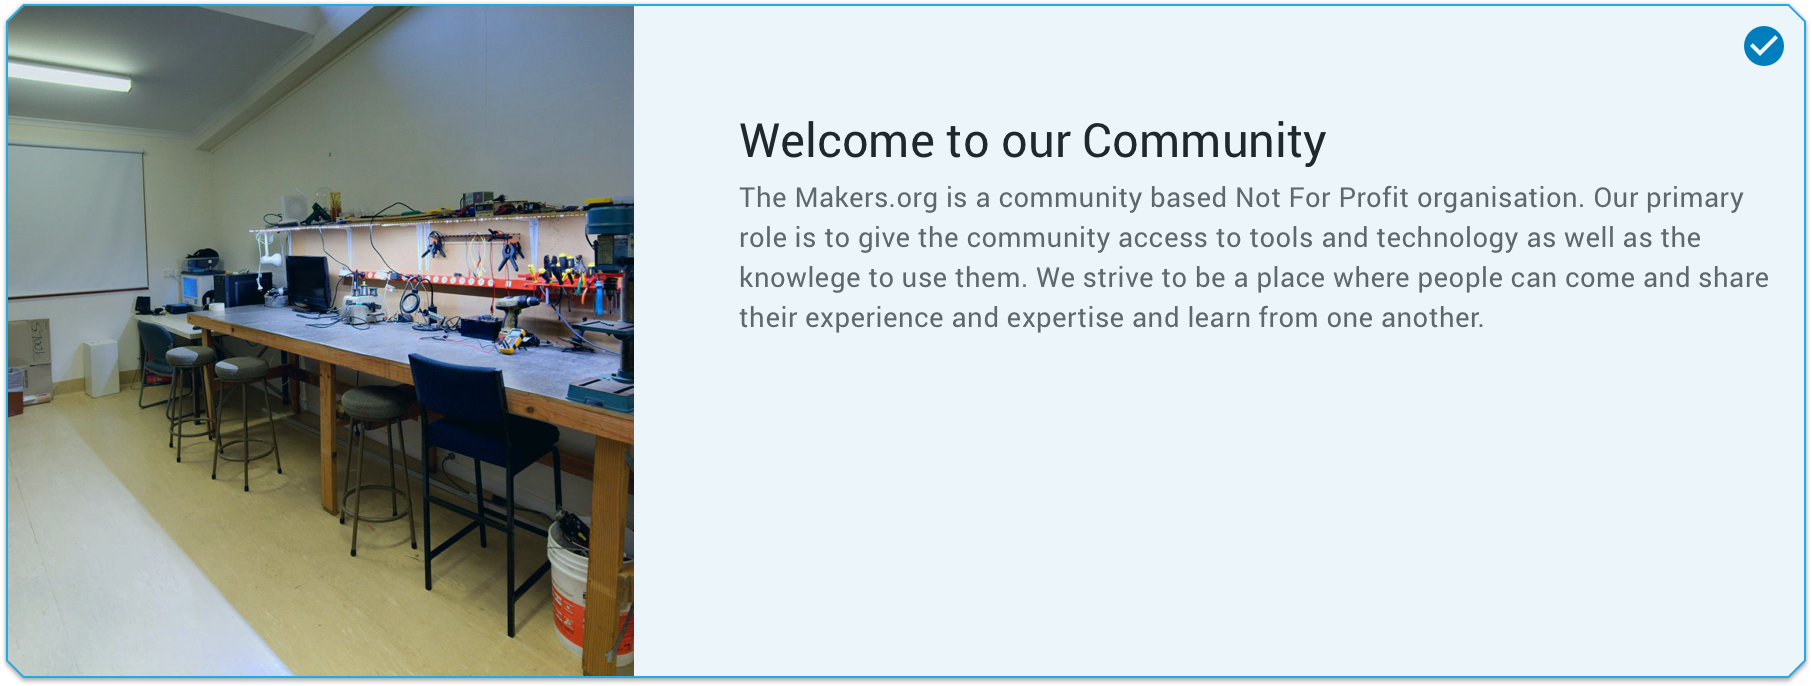 Welcome to our Community
The Makers.org is a community based Not For Profit organisation. Our primary
role is to give the community access to tools and technology as well as the
knowlege to use them. We strive to be a place where people can come and share
their experience and expertise and learn from one another.
TOOLS